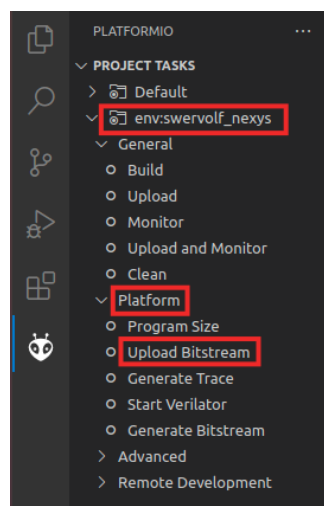 PLATFORMIO ...
PROJECT TASKS
Default
env:swervolf_nexys
General
Build
Upload
Monitor
Upload and Monitor
Clean
Platform
Program Size
Upload Bitstream
Generate Trace
Start Verilator
Generate Bitstream
Advanced
Remote Development